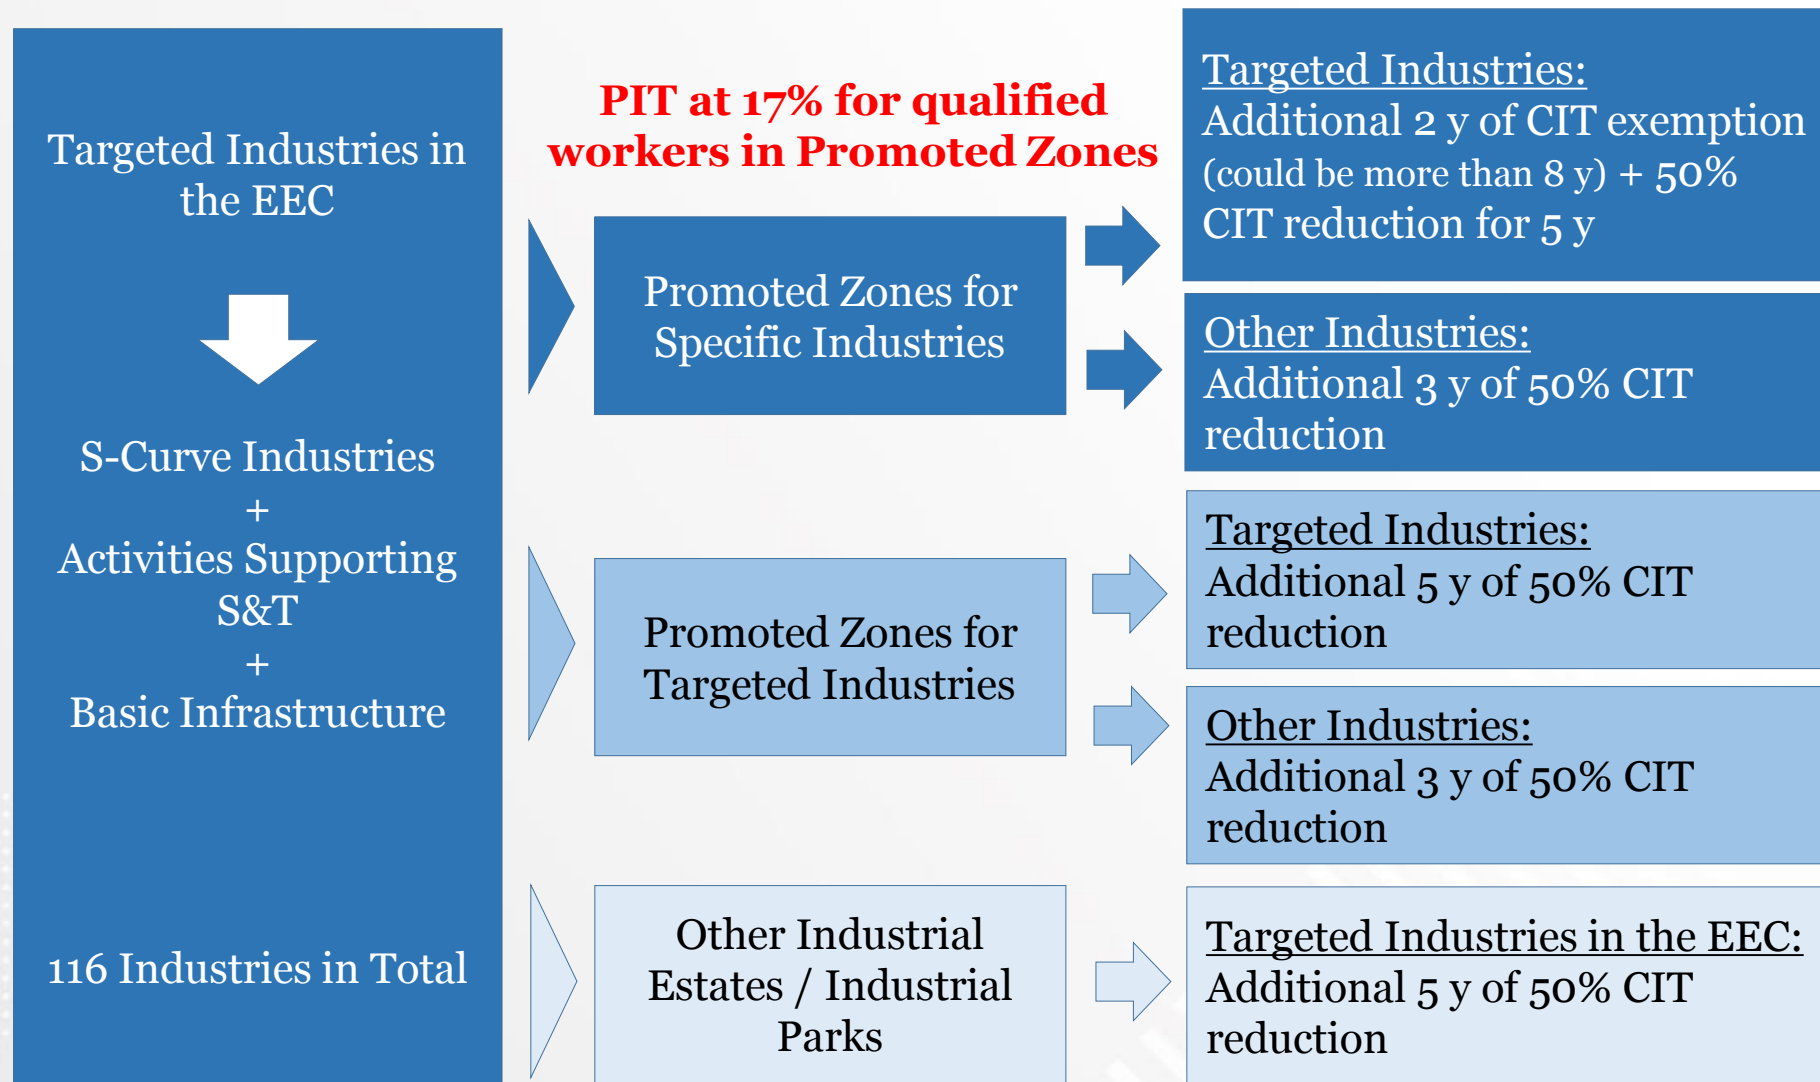 Targeted Industries in
the EEC
S-Curve Industries
+
Activities Supporting
S&T
+
Basic Infrastructure
116 Industries in Total
PIT at 17% for qualified
workers in Promoted Zones
Promoted Zones for
Specific Industries
Targeted Industries:
Additional 2 y of CIT exemption
(could be more than 8 y) + 50%
CIT reduction for 5 y
Other Industries:
Additional 3 y of 50% CIT
reduction
Promoted Zones for
Targeted Industries
Targeted Industries:
Additional 5 y of 50% CIT
reduction
Other Industries:
Additional 3 y of 50% CIT
reduction
Other Industrial
Estates / Industrial
Parks
Targeted Industries in the EEC:
Additional 5 y of 50% CIT
reduction